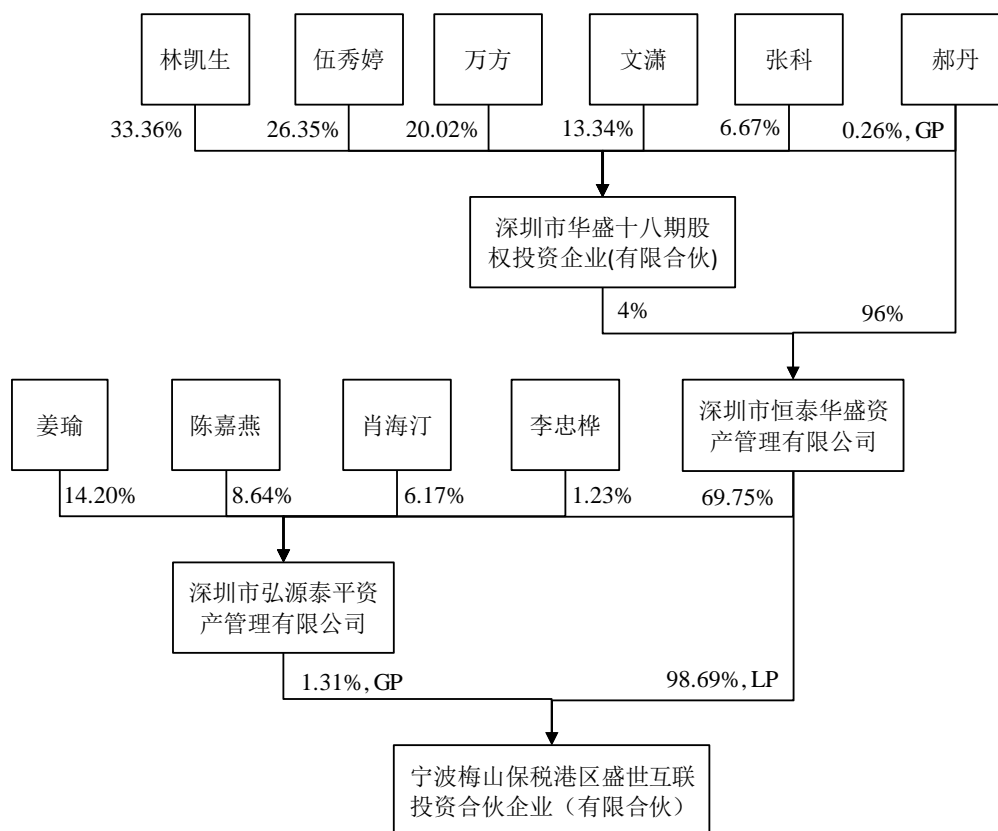 林凯生
伍秀婷
万方
文潇
张科
郝丹
33.36%
26.35%
20.02%
13.34%
6.67%
0.26%, GP
深圳市华盛十八期股
权投资企业(有限合伙)
4%
96%
姜瑜
陈嘉燕
肖海汀
李忠桦
深圳市恒泰华盛资
产管理有限公司
14.20%
8.64%
6.17%
1.23%
69.75%
深圳市弘源泰平资
产管理有限公司
1.31%, GP
98.69%, LP
宁波梅山保税港区盛世互联
投资合伙企业（有限合伙）